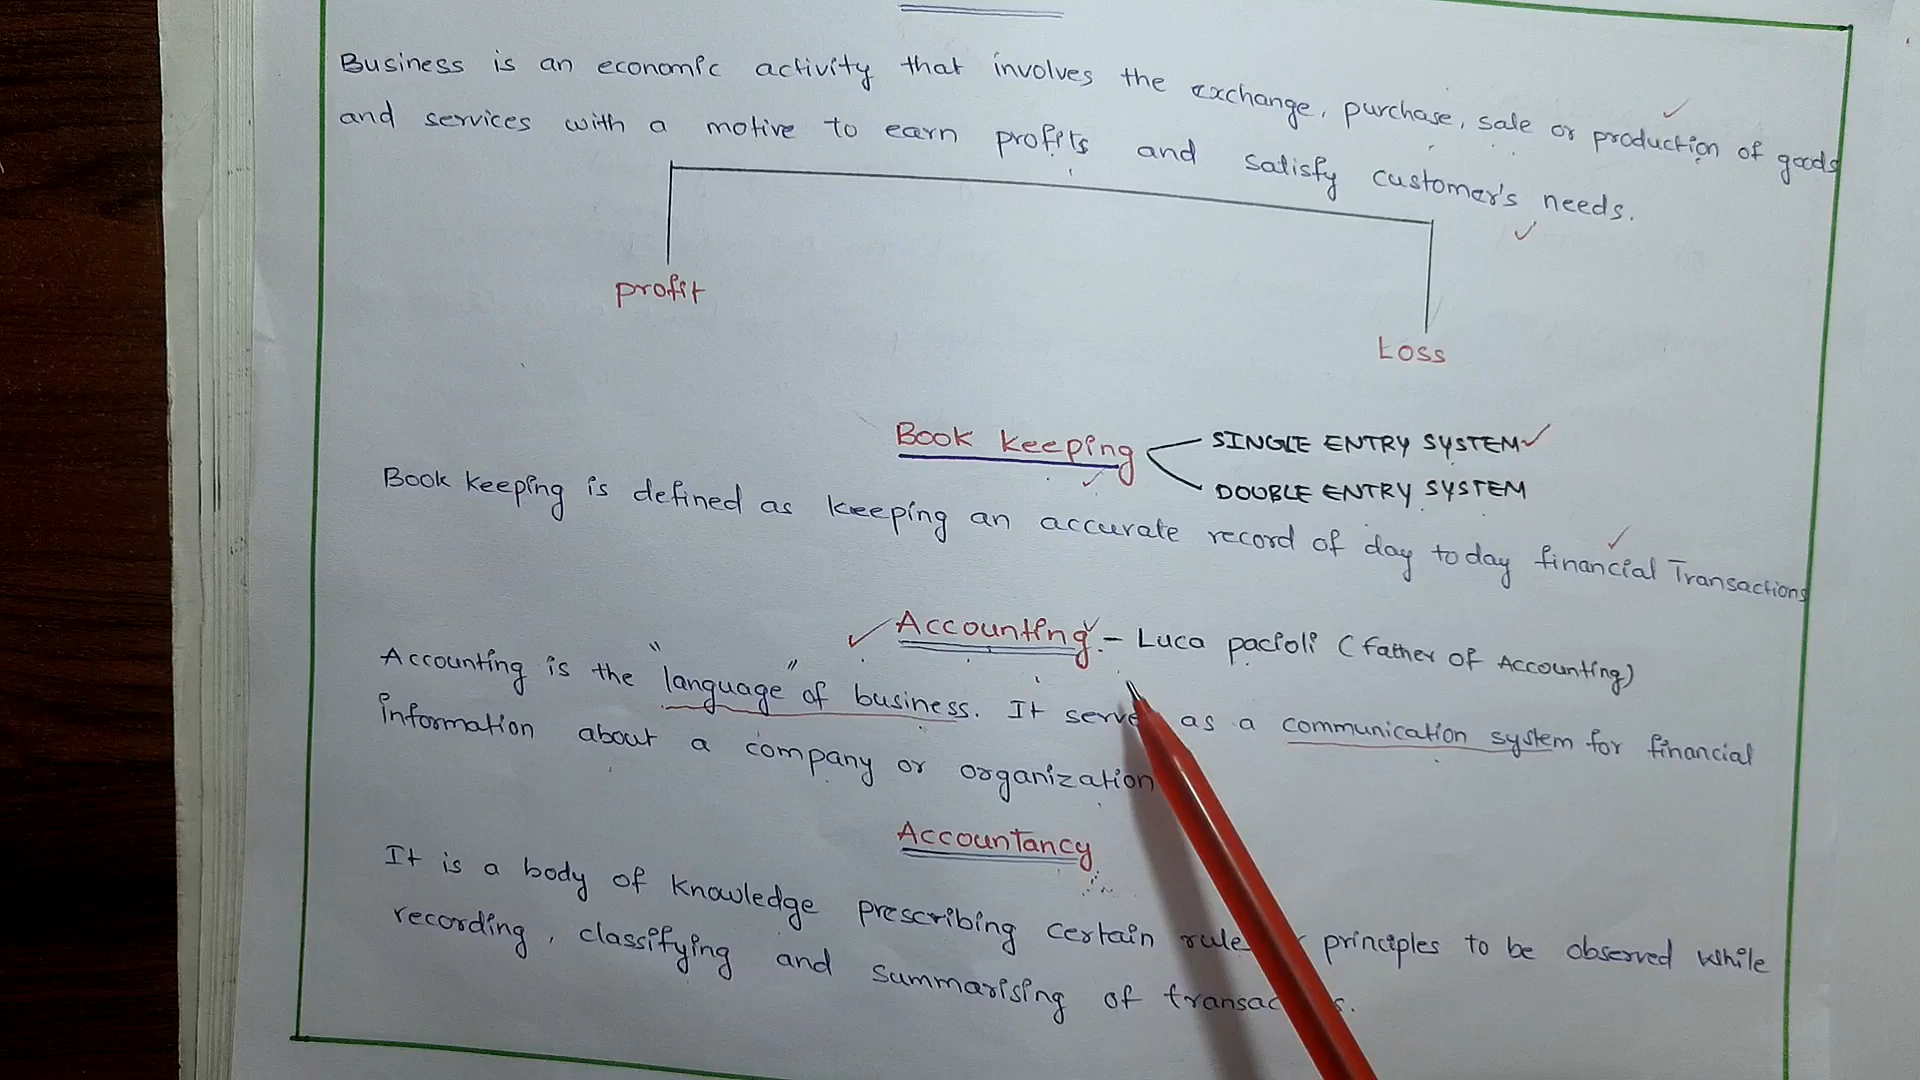 Business is an economic activity that involves the exchange, purchase, sale or production of goods
and services with a motive to earn profits and satisfy customer's needs.
profit
Loss
Book keeping
SINGLE ENTRY SYSTEM
DOUBLE ENTRY SYSTEM
Book keeping is defined as keeping an accurate record of day to day financial Transactions
Accounting - Luca pacioli (father of Accounting)
Accounting is the "language" of business. It serve as a communication system for financial
information about a company or organization
Accountancy
It is a body of knowledge prescribing certain rule principles to be observed while
recording, classifying and summarising of